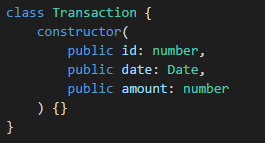 class Transaction {
    constructor(
        public id: number,
        public date: Date,
        public amount: number
    ) {}
}